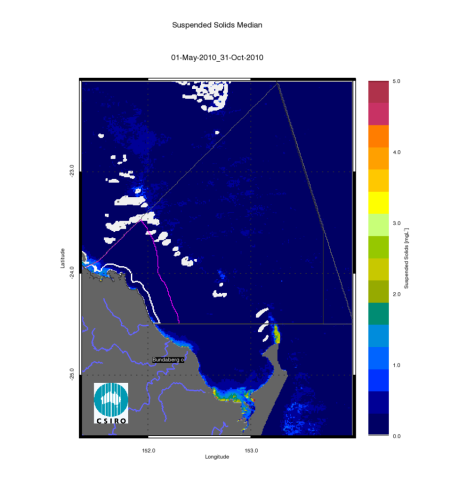 Suspended Solids Median
01-May-2010_31-Oct-2010
5.0
4.0
3.0
2.0
1.0
0.0
Suspended Solids [mgL⁻]
-23.0
-24.0
-25.0
Latitude
Bundaberg o
CSIRO
152.0
153.0
Longitude